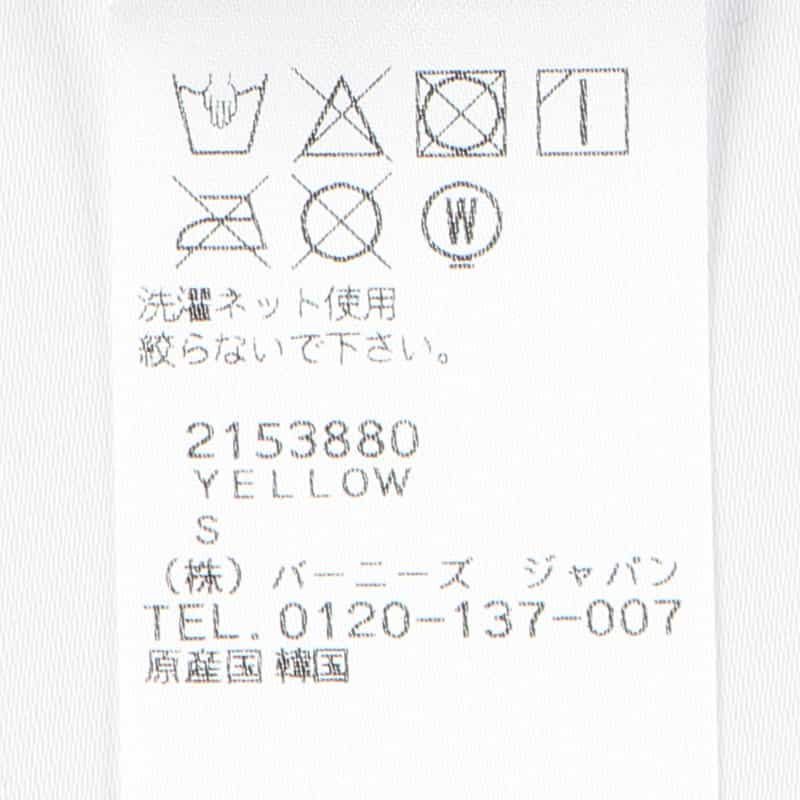 W
洗濯ネット使用
絞らないで下さい。
2153880
YELLOW
S
(株) バーニーズ ジャパン
TEL. 0120-137-007
原産国 韓国